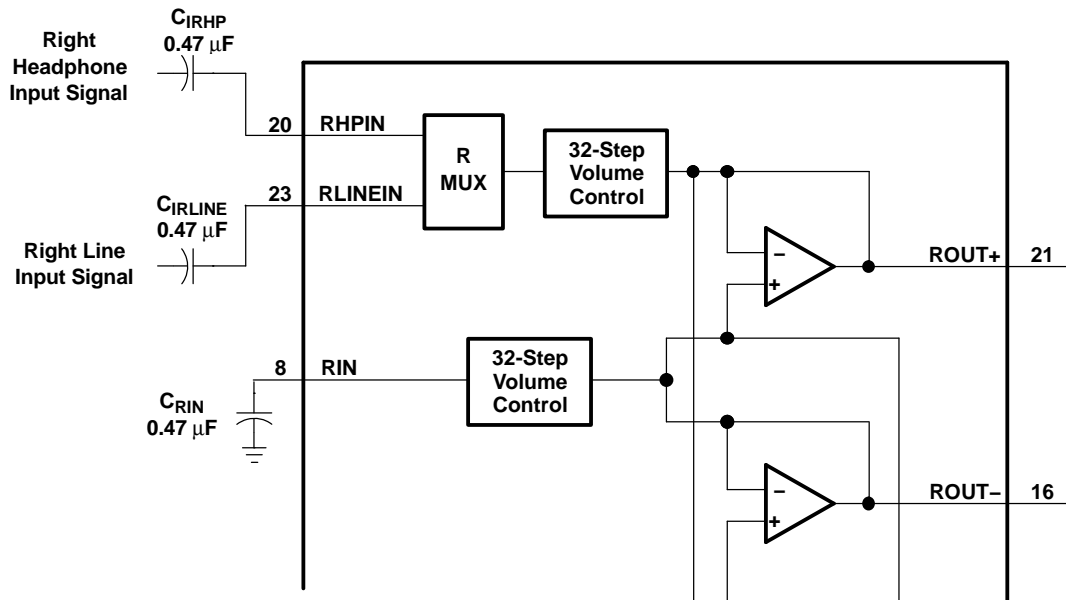 Right
Headphone
Input Signal
CIRHP
0.47 μF
20
RHPIN
R
MUX
32-Step
Volume
Control
23
RLINEIN
CIRLINE
0.47 μF
Right Line
Input Signal
−
+
ROUT+
21
8
RIN
32-Step
Volume
Control
CRIN
0.47 μF
−
+
ROUT−
16